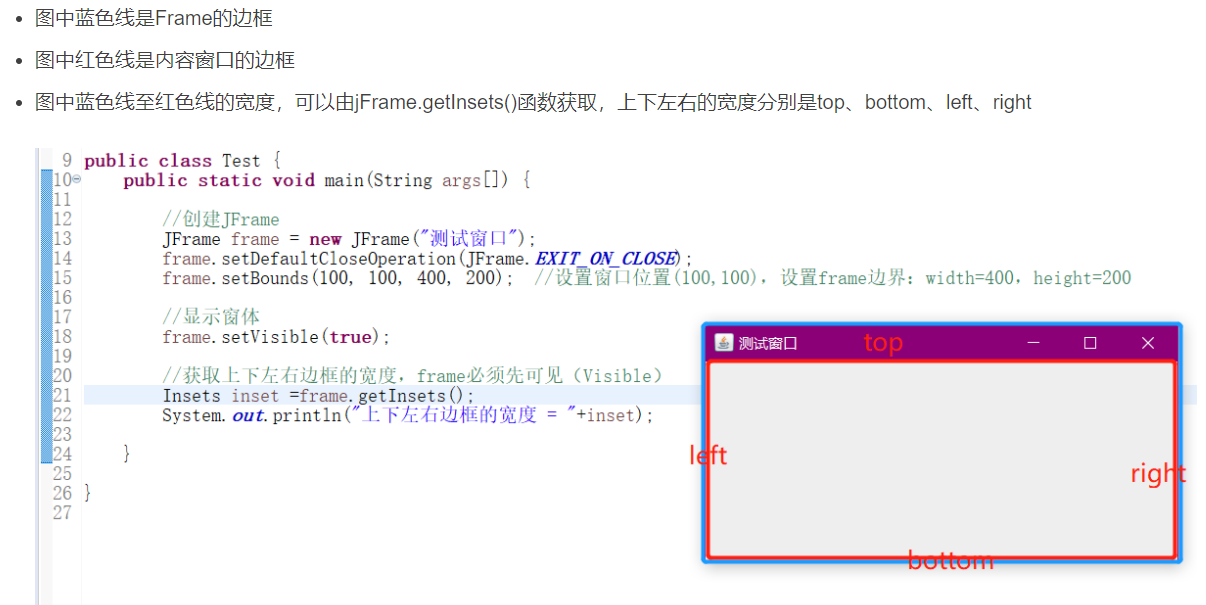 图中蓝色线是Frame的边框
图中红色线是内容窗口的边框
图中蓝色线至红色线的宽度，可以由jFrame.getInsets()函数获取，上下左右的宽度分别是top、bottom、left、right
9 public class Test {
10 public static void main(String args[]) {
11
12 //创建JFrame
13 JFrame frame = new JFrame("测试窗口");
14 frame.setDefaultCloseOperation(JFrame.EXIT_ON_CLOSE);
15 frame.setBounds(100, 100, 400, 200); //设置窗口位置(100,100)，设置frame边界：width=400，height=200
16
17 //显示窗体
18 frame.setVisible(true);
19
20 //获取上下左右边框的宽度，frame必须先可见（Visible）
21 Insets inset =frame.getInsets();
22 System.out.println("上下左右边框的宽度 = "+inset);
23
24 }
25
26 }
27
测试窗口
top
left
right
bottom